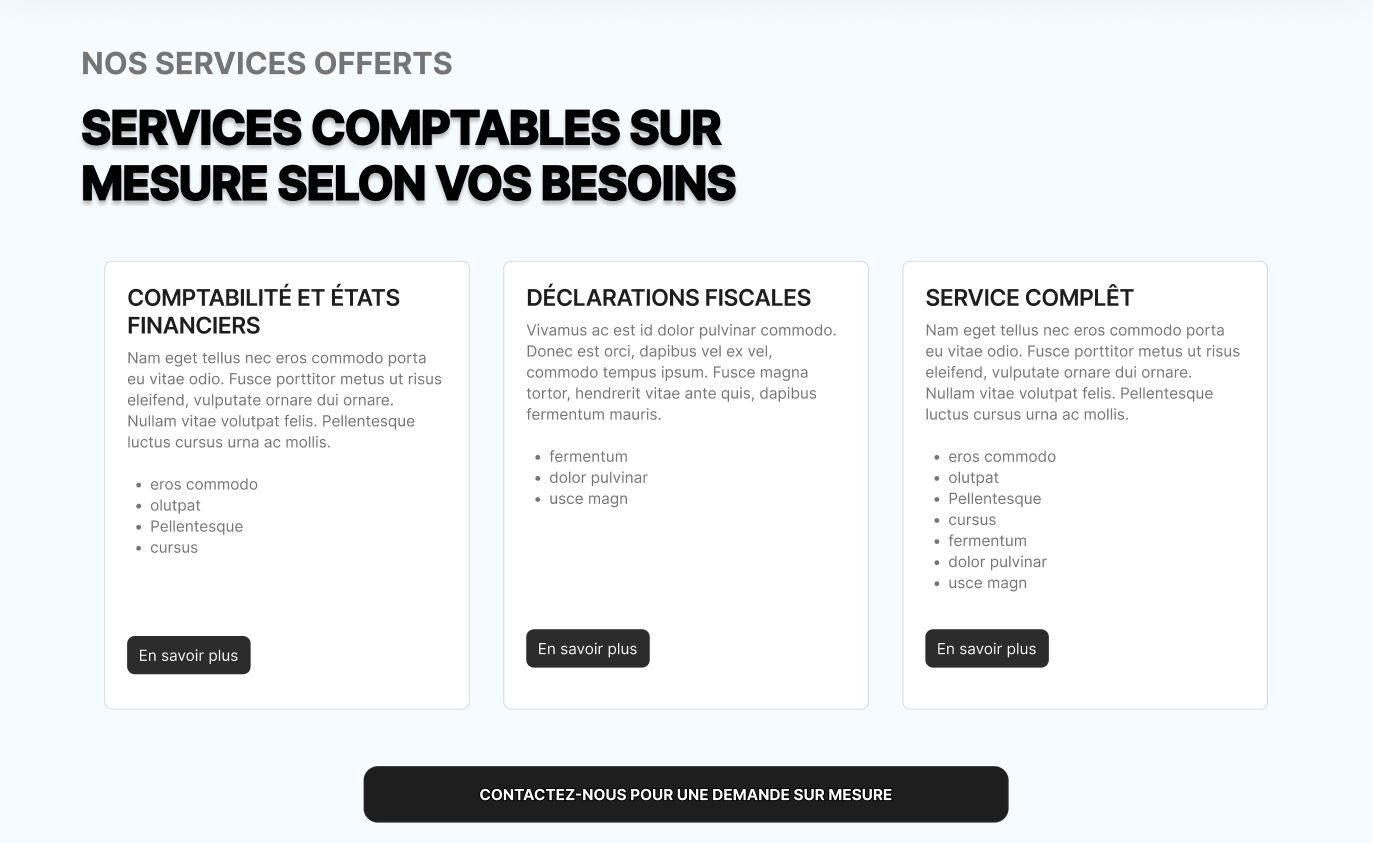 NOS SERVICES OFFERTS
SERVICES COMPTABLES SUR
MESURE SELON VOS BESOINS
COMPTABILITÉ ET ÉTATS
FINANCIERS
Nam eget tellus nec eros commodo porta
eu vitae odio. Fusce porttitor metus ut risus
eleifend, vulputate ornare dui ornare.
Nullam vitae volutpat felis. Pellentesque
luctus cursus urna ac mollis.
• eros commodo
• olutpat
• Pellentesque
• cursus
En savoir plus
DÉCLARATIONS FISCALES
Vivamus ac est id dolor pulvinar commodo.
Donec est orci, dapibus vel ex vel,
commodo tempus ipsum. Fusce magna
tortor, hendrerit vitae ante quis, dapibus
fermentum mauris.
• fermentum
• dolor pulvinar
• usce magn
En savoir plus
SERVICE COMPLÊT
Nam eget tellus nec eros commodo porta
eu vitae odio. Fusce porttitor metus ut risus
eleifend, vulputate ornare dui ornare.
Nullam vitae volutpat felis. Pellentesque
luctus cursus urna ac mollis.
• eros commodo
• olutpat
• Pellentesque
• cursus
• fermentum
• dolor pulvinar
• usce magn
En savoir plus
CONTACTEZ-NOUS POUR UNE DEMANDE SUR MESURE